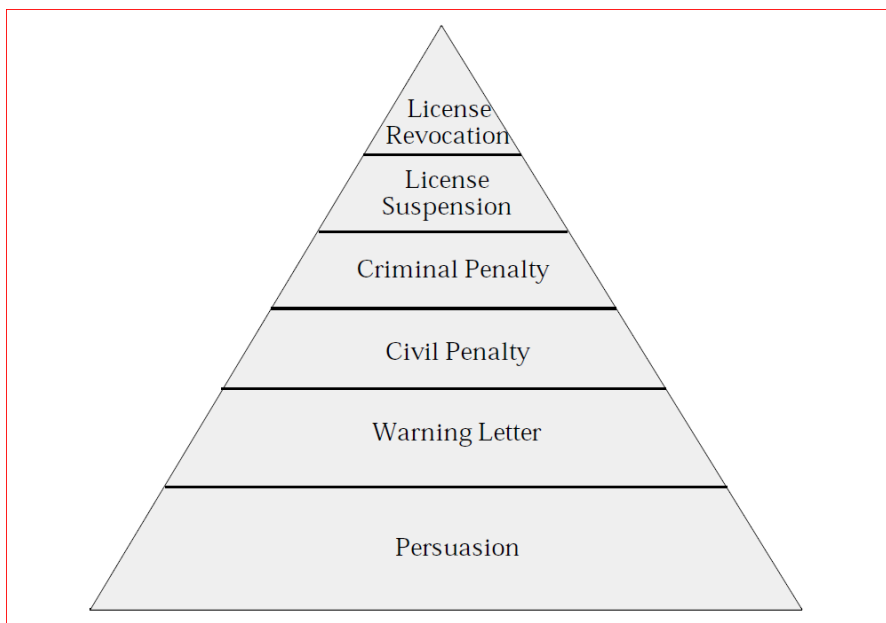 License
Revocation
License
Suspension
Criminal Penalty
Civil Penalty
Warning Letter
Persuasion